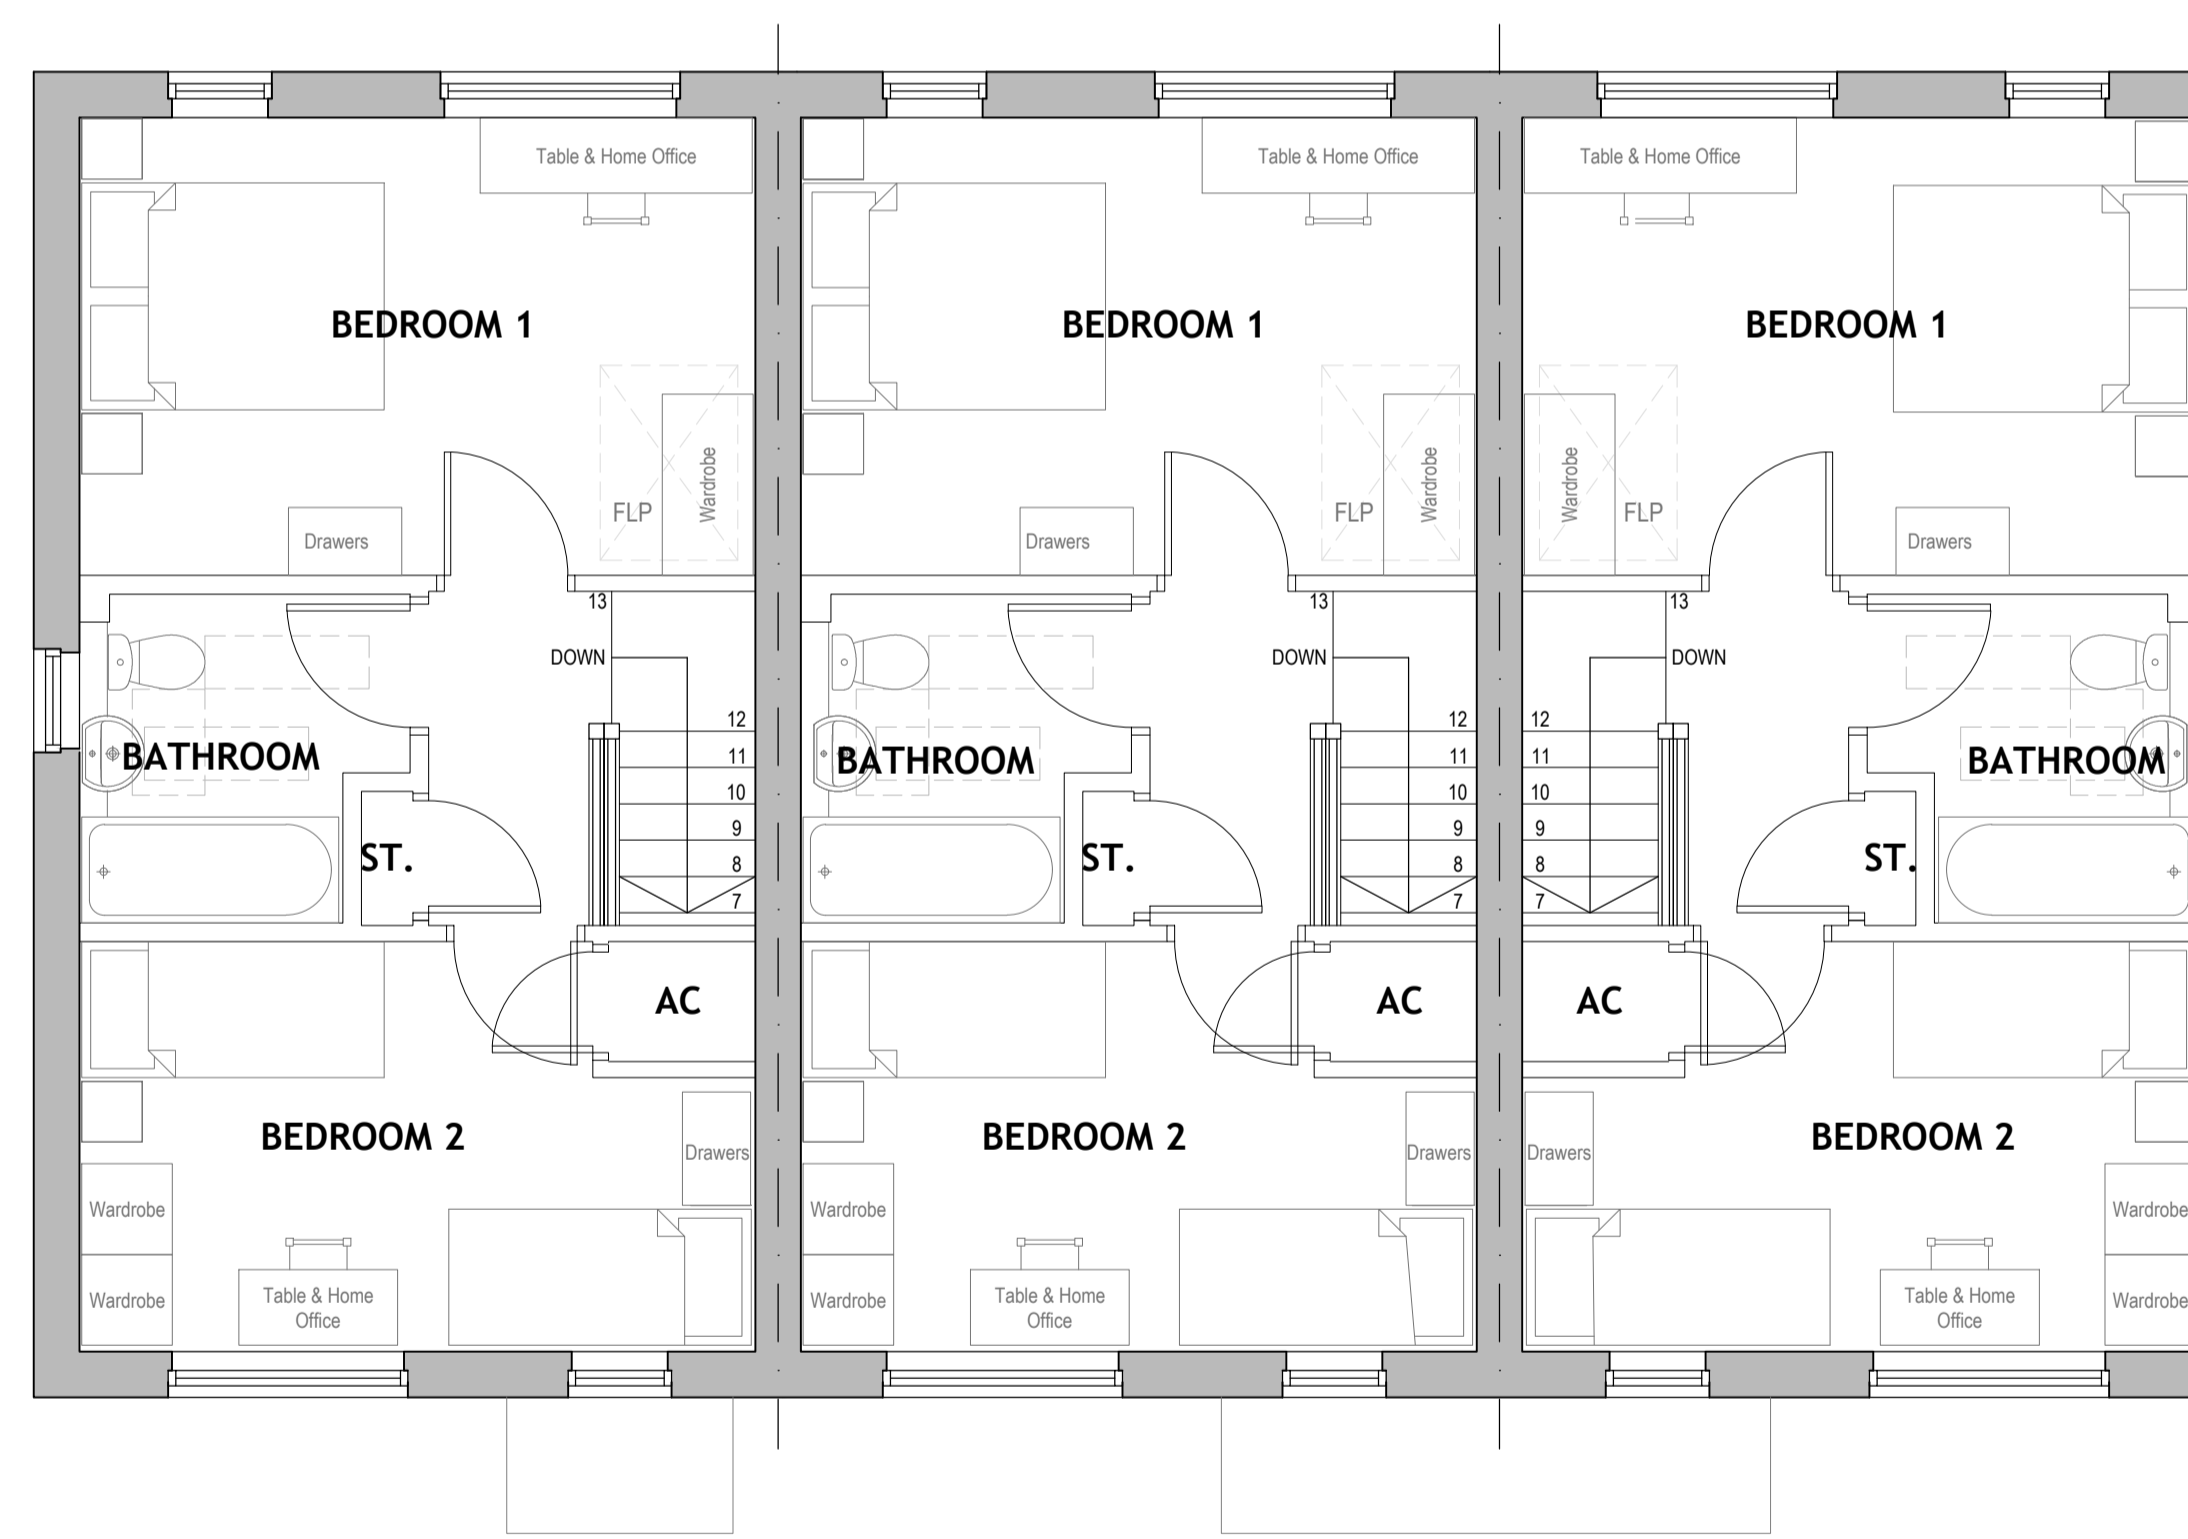 Table & Home Office
Table & Home Office
Table & Home Office
BEDROOM 1
BEDROOM 1
BEDROOM 1
Wardrobe
Wardrobe
Wardrobe
FLP
FLP
FLP
Drawers
Drawers
Drawers
13
13
13
DOWN
DOWN
DOWN
12
12
12
BATHROOM
BATHROOM
BATHROOM
11
11
11
10
10
10
9
9
9
ST.
8
ST.
8
8
ST.
7
7
7
AC
AC
AC
BEDROOM 2
BEDROOM 2
BEDROOM 2
Drawers
Drawers
Drawers
Wardrobe
Wardrobe
Wardrobe
Table & Home
Office
Table & Home
Office
Table & Home
Office
Wardrobe
Wardrobe
Wardrobe